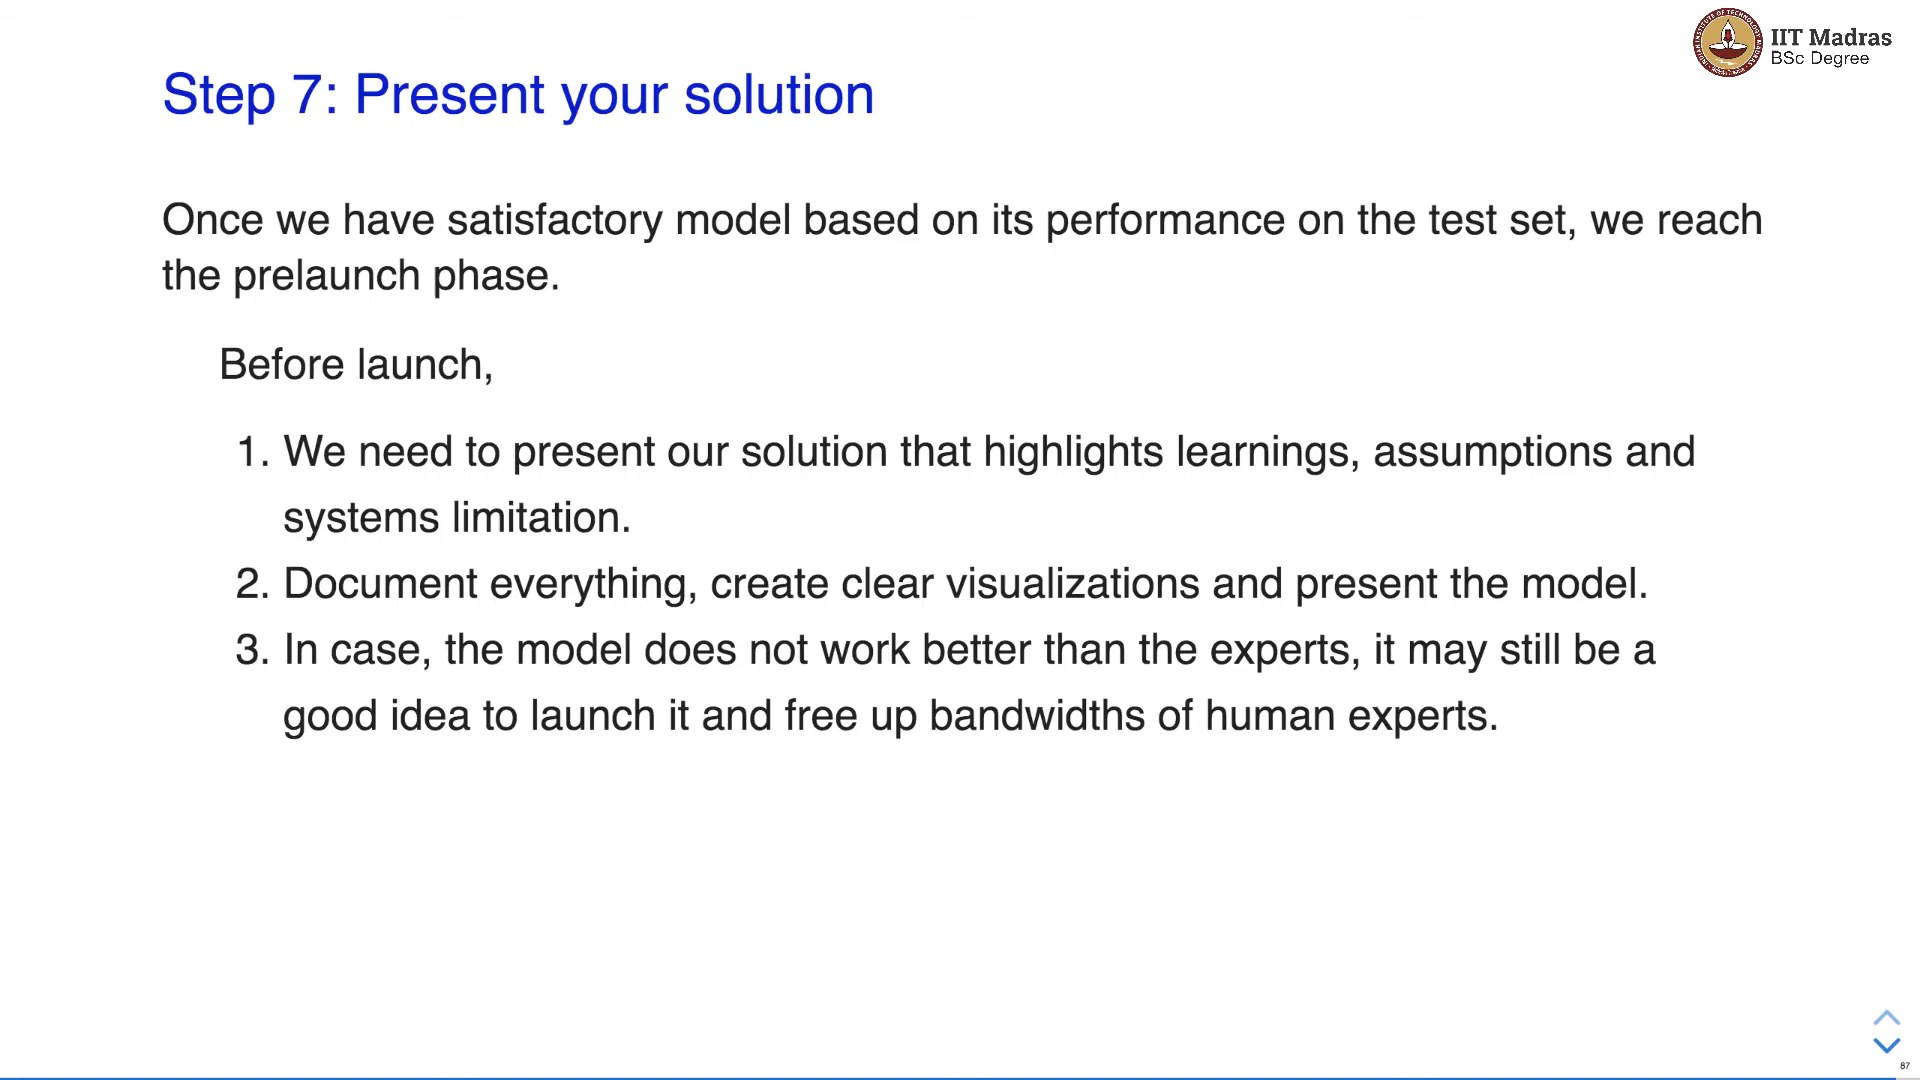 IIT Madras
BSc Degree
Step 7: Present your solution
Once we have satisfactory model based on its performance on the test set, we reach
the prelaunch phase.
Before launch,
1. We need to present our solution that highlights learnings, assumptions and
systems limitation.
2. Document everything, create clear visualizations and present the model.
3. In case, the model does not work better than the experts, it may still be a
good idea to launch it and free up bandwidths of human experts.
87